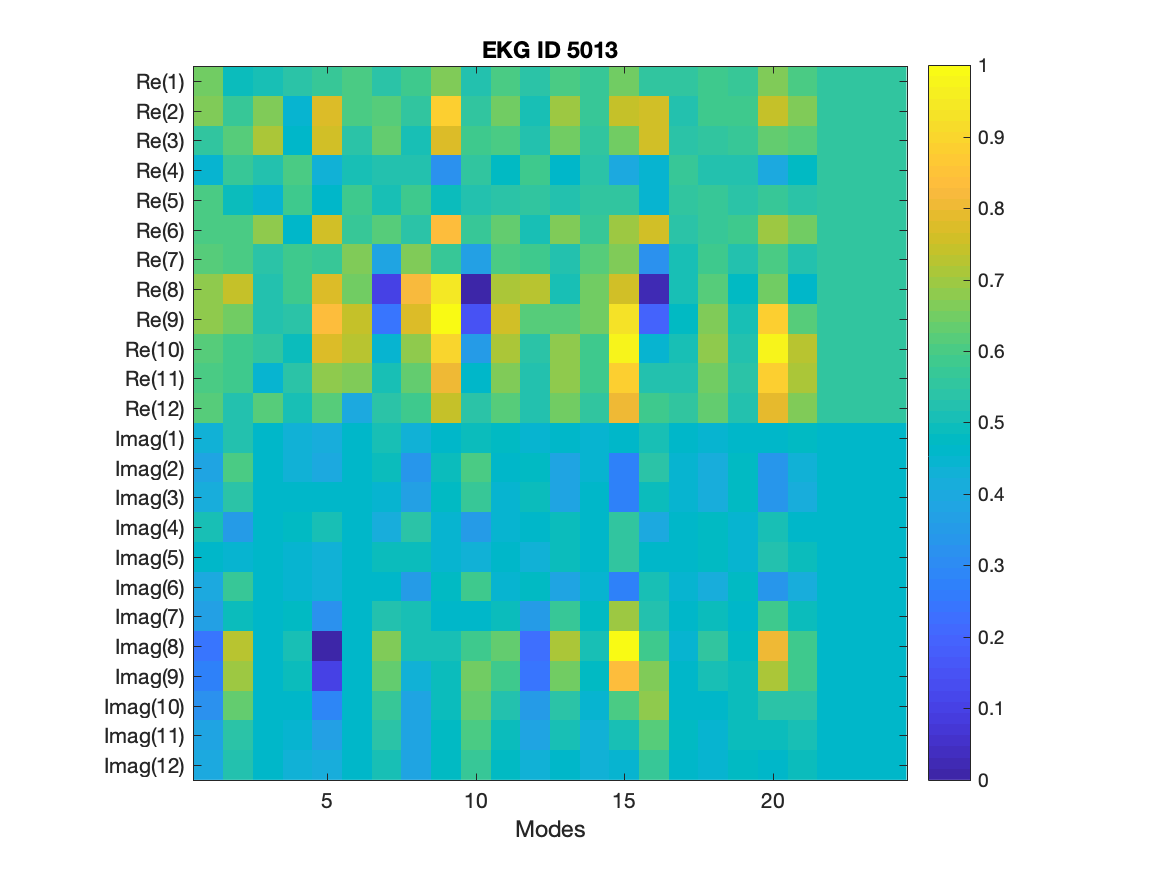 EKG ID 5013
Re(1)
Re(2)
Re(3)
Re(4)
Re(5)
Re(6)
Re(7)
Re(8)
Re(9)
Re(10)
Re(11)
Re(12)
Imag(1)
Imag(2)
Imag(3)
Imag(4)
Imag(5)
Imag(6)
Imag(7)
Imag(8)
Imag(9)
Imag(10)
Imag(11)
Imag(12)
5 10 15 20
Modes
1
0.9
0.8
0.7
0.6
0.5
0.4
0.3
0.2
0.1
0